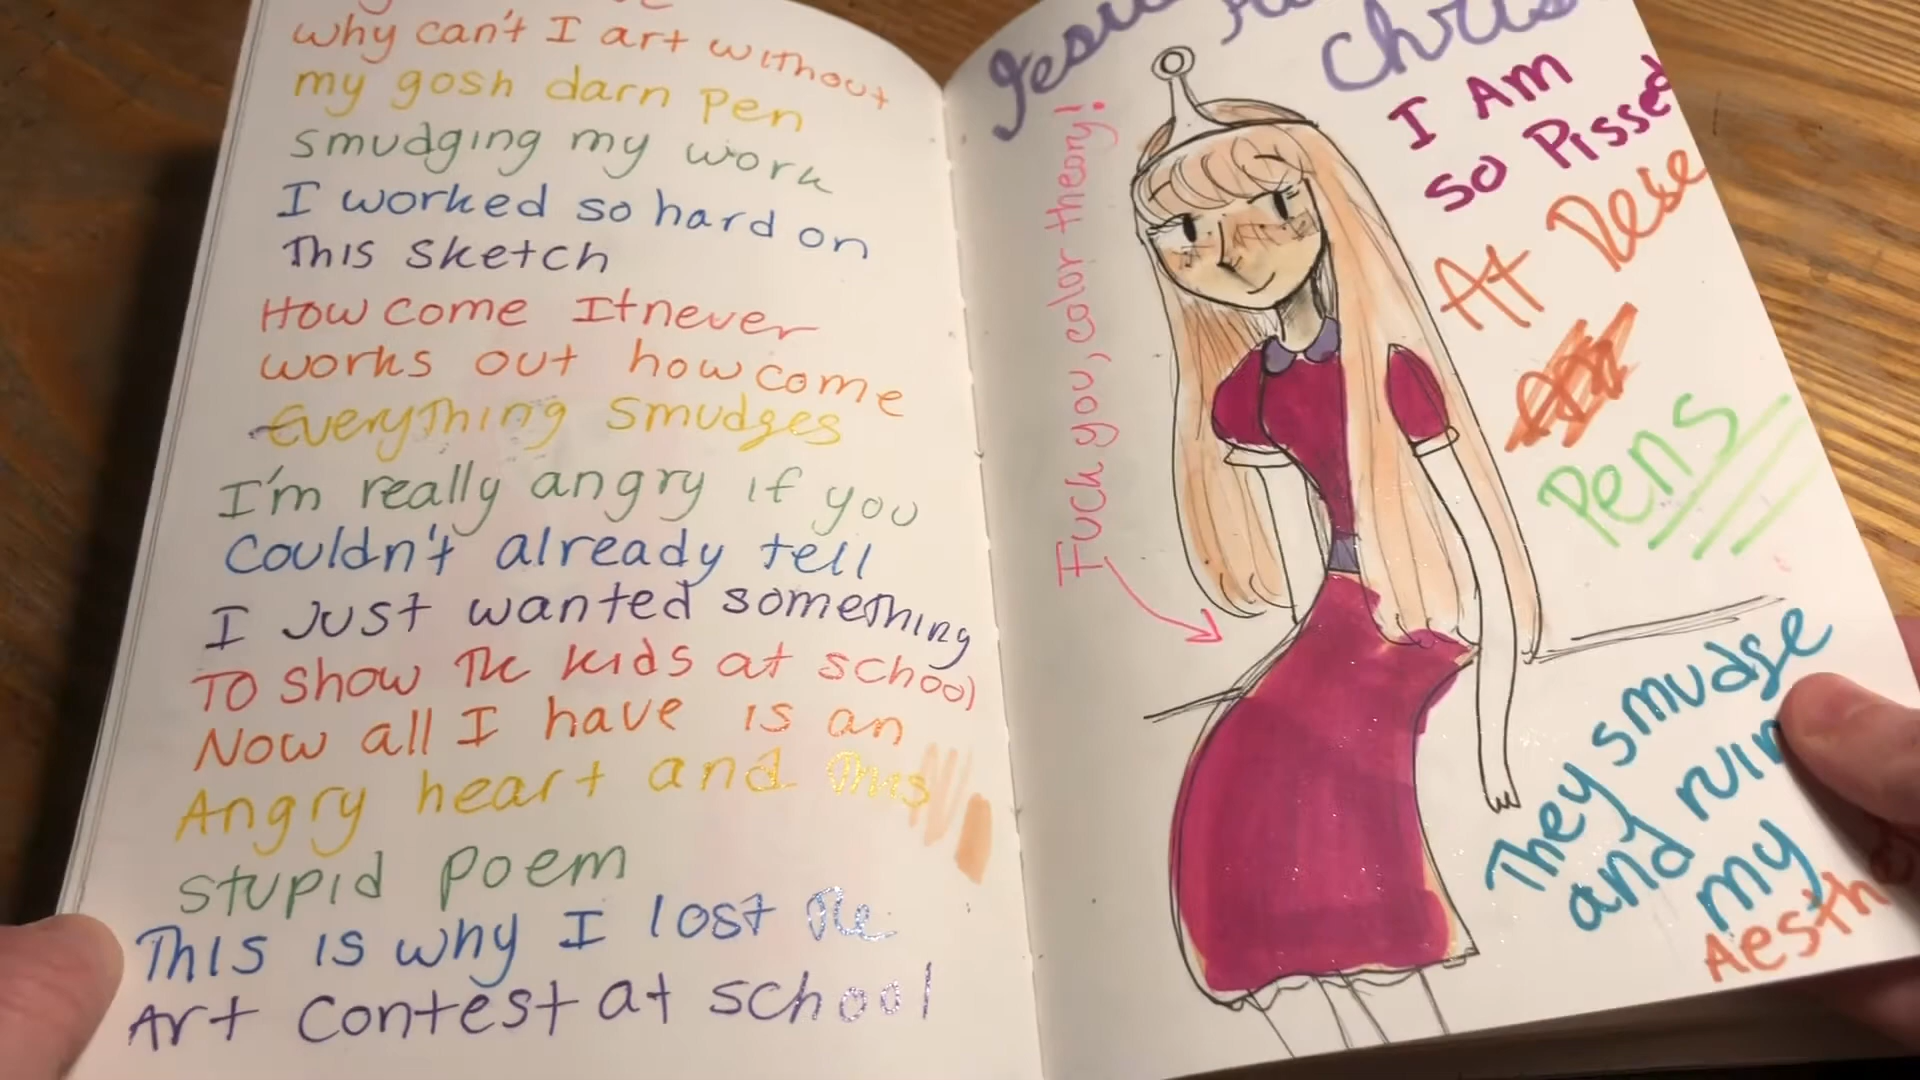 why can't I art without
my gosh darn pen
smudging my work
I worked so hard on
This sketch
How come It never
works out how come
Everything smudges
I'm really angry if you
Couldn't already tell
I Just wanted something
To show The kids at school
Now all I have is an
Angry heart and This
stupid poem
This is why I lost The
Art contest at school
Fuck you, color theory!
I Am
so Pissed
At Dese
Pens
They smudge
and ruin
my